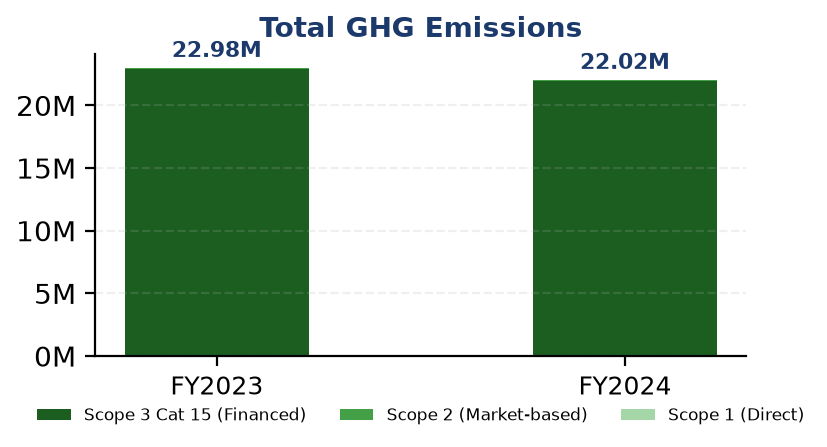 Total GHG Emissions
22.98M
22.02M
20M
15M
10M
5M
0M
FY2023 FY2024
Scope 3 Cat 15 (Financed) Scope 2 (Market-based) Scope 1 (Direct)